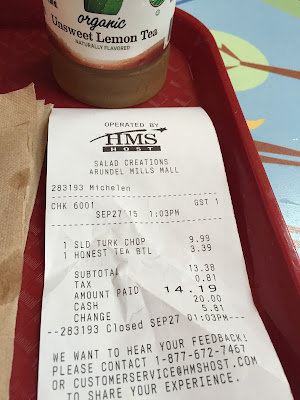 organic
Unsweet Lemon Tea
NATURALLY FLAVORED
OPERATED BY
HMS
HOST
SALAD CREATIONS
ARUNDEL MILLS MALL
283193 Michelen
CHK 6001 GST 1
SEP27'15 1:03PM
1 SLD TURK CHOP 9.99
1 HONEST TEA BTL 3.39
SUBTOTAL 13.38
TAX 0.81
AMOUNT PAID 14.19
CASH 20.00
CHANGE 5.81
--283193 Closed SEP27 01:03PM---
WE WANT TO HEAR YOUR FEEDBACK!
PLEASE CONTACT 1-877-672-7467
OR CUSTOMERSERVICE@HMSHOST.COM
TO SHARE YOUR EXPERIENCE.